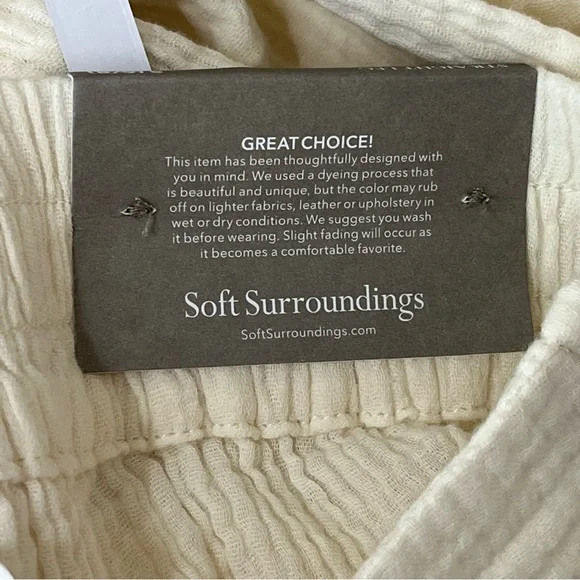 GREAT CHOICE!
This item has been thoughtfully designed with
you in mind. We used a dyeing process that
is beautiful and unique, but the color may rub
off on lighter fabrics, leather or upholstery in
wet or dry conditions. We suggest you wash
it before wearing. Slight fading will occur as
it becomes a comfortable favorite.
Soft Surroundings
SoftSurroundings.com